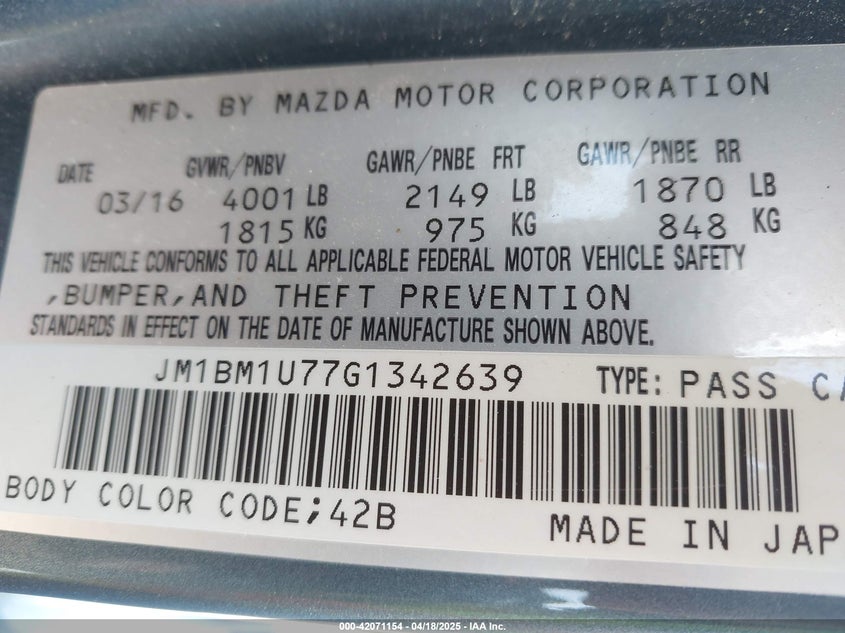 MFD. BY MAZDA MOTOR CORPORATION
DATE GVWR/PNBV GAWR/PNBE FRT GAWR/PNBE RR
03/16 4001 LB 2149 LB 1870 LB
1815 KG 975 KG 848 KG
THIS VEHICLE CONFORMS TO ALL APPLICABLE FEDERAL MOTOR VEHICLE SAFETY
,BUMPER,AND THEFT PREVENTION
STANDARDS IN EFFECT ON THE DATE OF MANUFACTURE SHOWN ABOVE.
JM1BM1U77G1342639 TYPE: PASS CA
BODY COLOR CODE;42B
MADE IN JAP
000-42071154 - 04/18/2025 - IAA Inc.